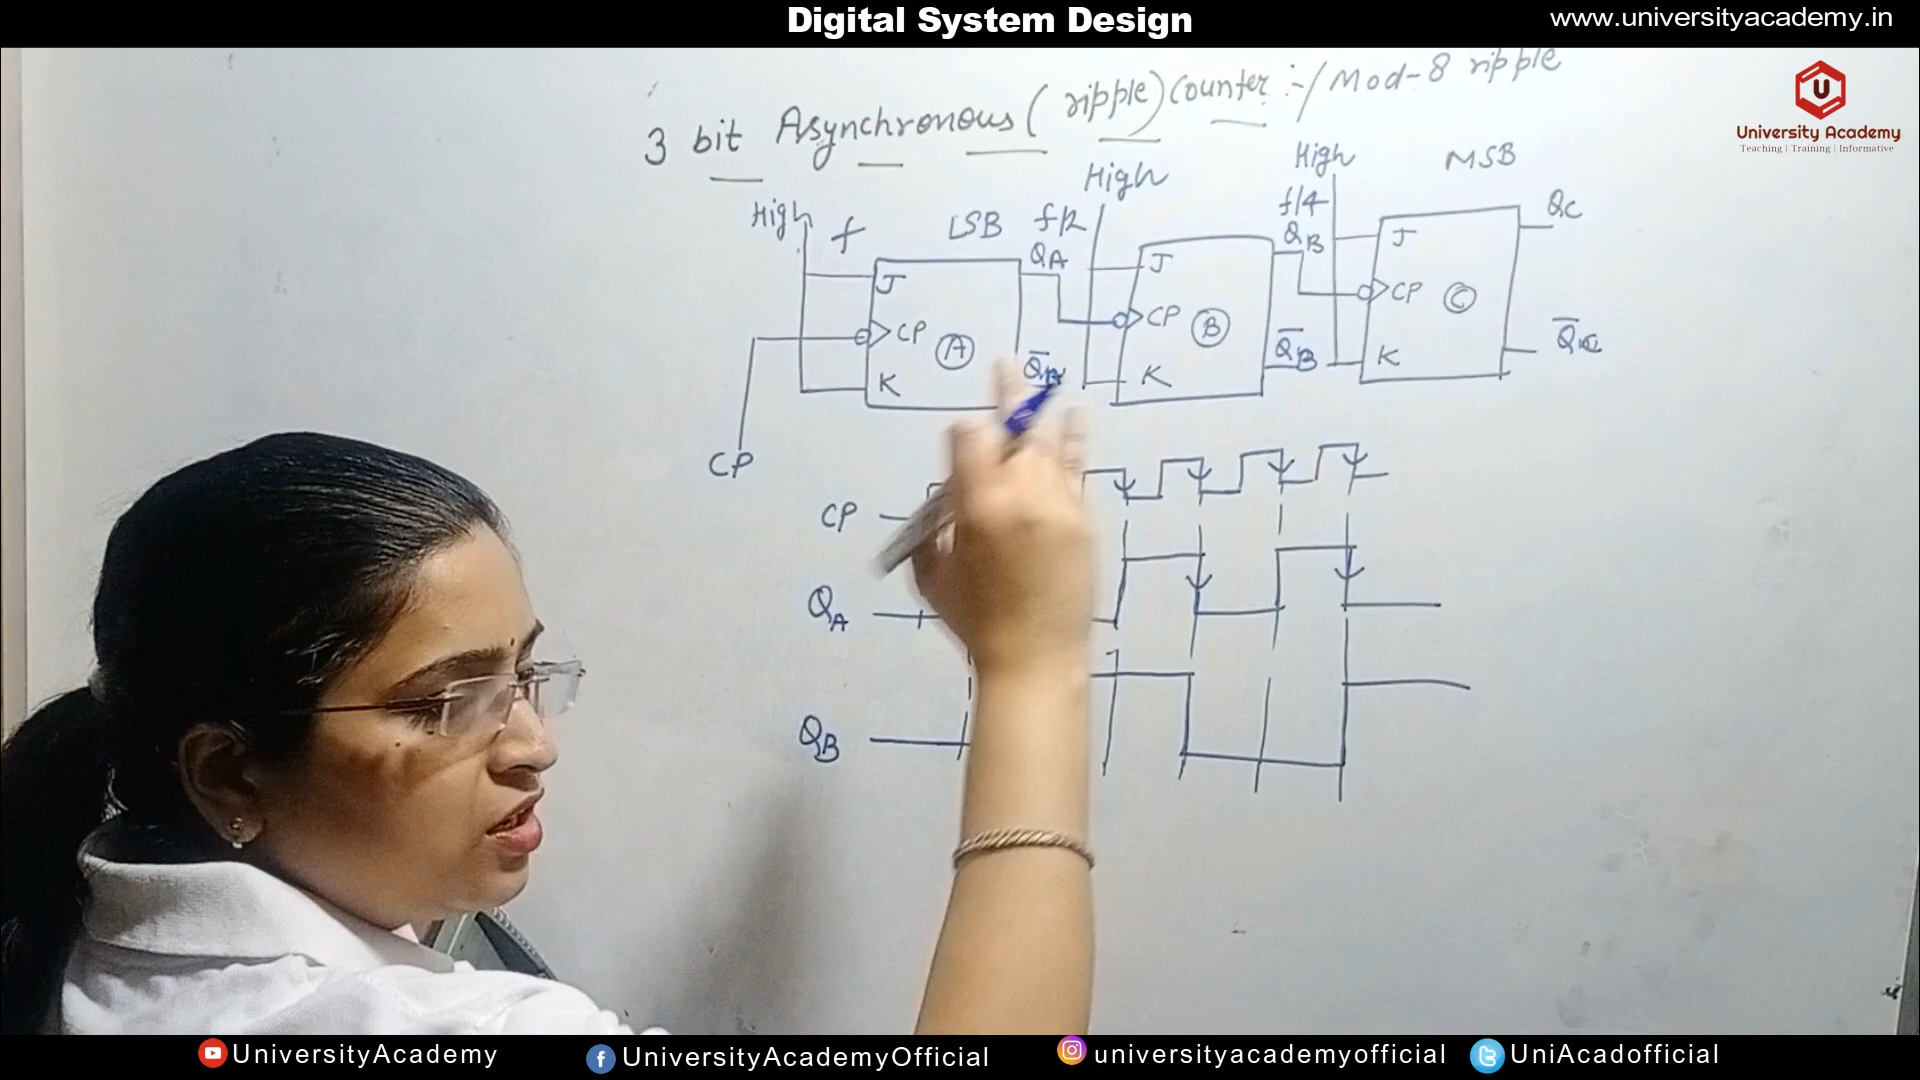 Digital System Design
www.universityacademy.in
3 bit Asynchronous (ripple) Counter :-/ Mod-8 ripple
U
University Academy
Teaching | Training | Informative
High f LSB f/2 High f/4 High MSB
J QA J QB J QC
CP A CP B CP C
K K Q̅B K
CP
CP
QA
QB
UniversityAcademy
UniversityAcademyOfficial
universityacademyofficial
UniAcadofficial